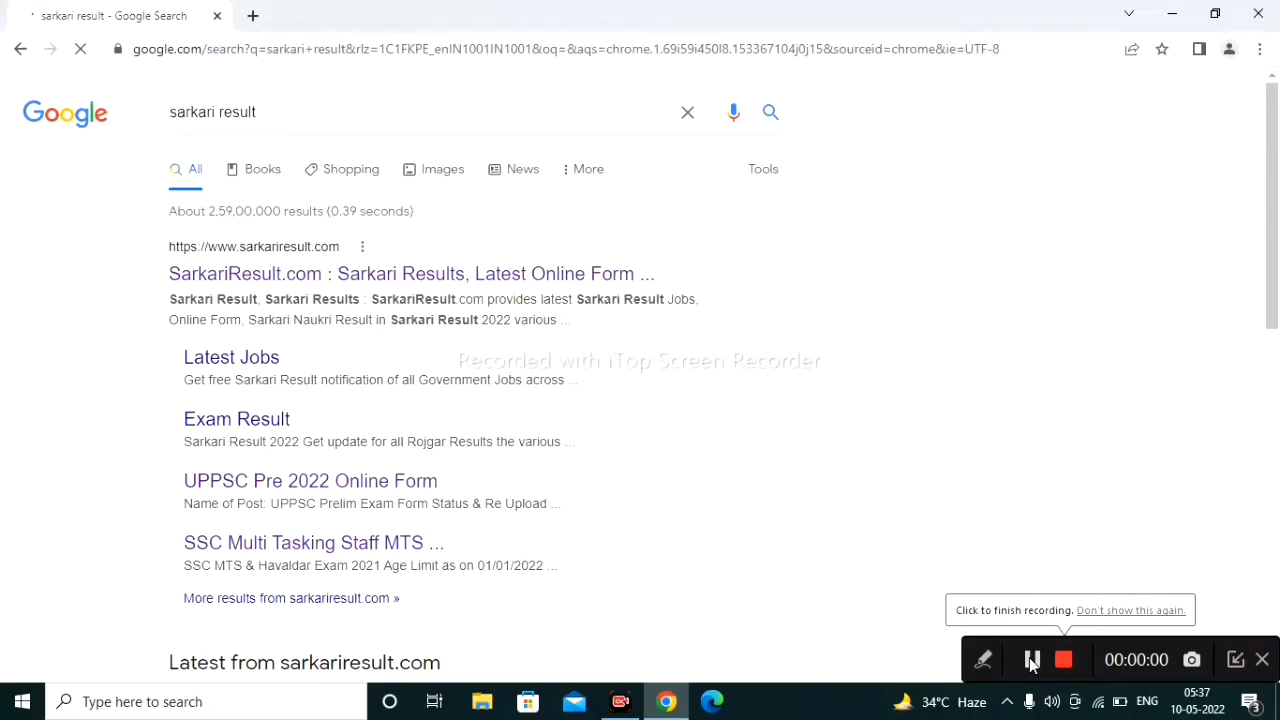 sarkari result - Google Search
google.com/search?q=sarkari+result&rlz=1C1FKPE_enIN1001IN1001&oq=&aqs=chrome.1.69i59i450l8.153367104j0j15&sourceid=chrome&ie=UTF-8
Google
sarkari result
All Books Shopping Images News More Tools
About 2,59,00,000 results (0.39 seconds)
https://www.sarkariresult.com
SarkariResult.com : Sarkari Results, Latest Online Form ...
Sarkari Result, Sarkari Results : SarkariResult.com provides latest Sarkari Result Jobs,
Online Form, Sarkari Naukri Result in Sarkari Result 2022 various ...
Latest Jobs
Recorded with iTop Screen Recorder
Get free Sarkari Result notification of all Government Jobs across ...
Exam Result
Sarkari Result 2022 Get update for all Rojgar Results the various ...
UPPSC Pre 2022 Online Form
Name of Post: UPPSC Prelim Exam Form Status & Re Upload ...
SSC Multi Tasking Staff MTS ...
SSC MTS & Havaldar Exam 2021 Age Limit as on 01/01/2022 ...
More results from sarkariresult.com »
Click to finish recording. Don't show this again.
Latest from sarkariresult.com
00:00:00
Type here to search
34°C Haze
ENG
05:37
10-05-2022
3